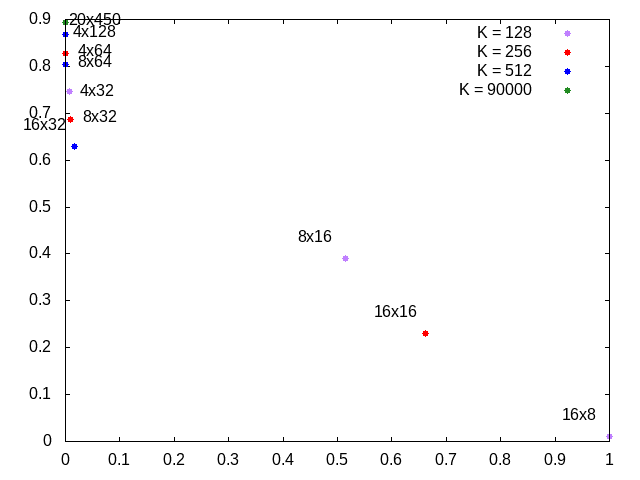 0.9
20x450
4x128
K = 128
4x64
K = 256
8x64
0.8
K = 512
4x32
K = 90000
0.7
8x32
16x32
0.6
0.5
8x16
0.4
0.3
16x16
0.2
0.1
16x8
0
0 0.1 0.2 0.3 0.4 0.5 0.6 0.7 0.8 0.9 1